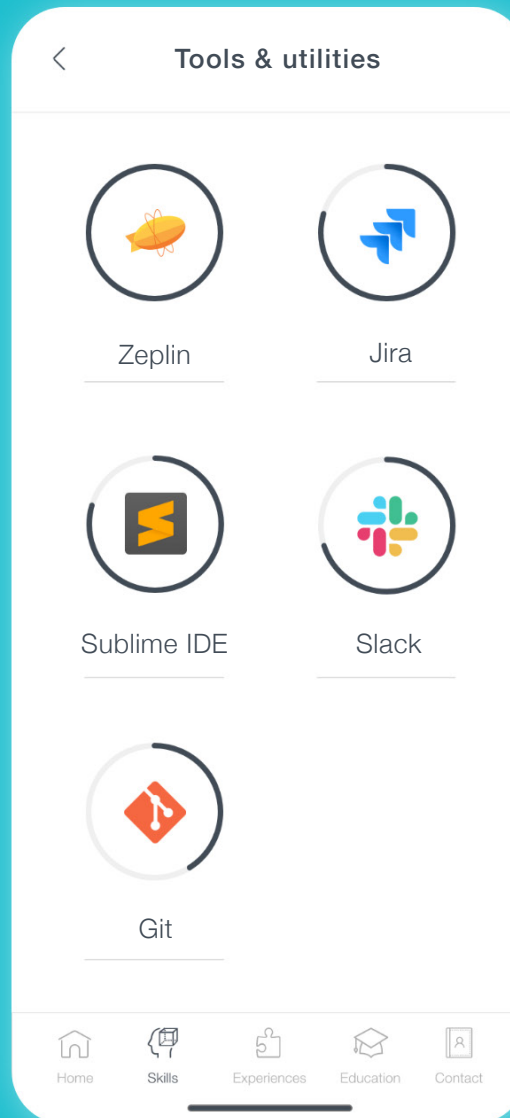 Tools & utilities
Zeplin
Jira
Sublime IDE
Slack
Git
Home
Skills
Experiences
Education
Contact